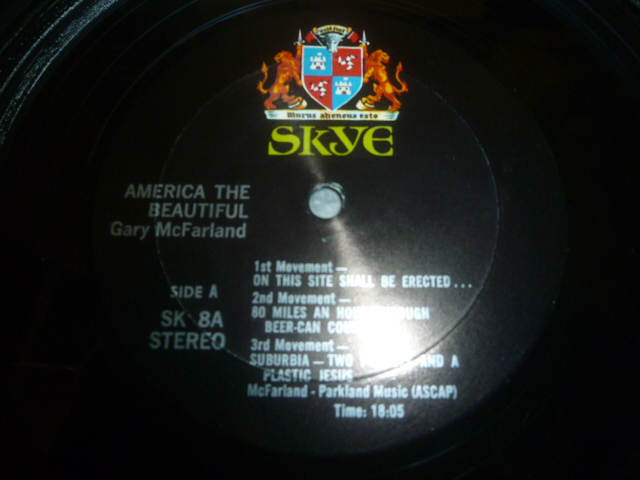 Murus aheneus esto
SKYE
AMERICA THE
BEAUTIFUL
Gary McFarland
SIDE A
SK 8A
STEREO
1st Movement —
ON THIS SITE SHALL BE ERECTED...
2nd Movement —
80 MILES AN HOUR THROUGH
BEER-CAN
3rd Movement —
SUBURBIA — TWO AND A
PLASTIC JESUS
McFarland - Parkland Music (ASCAP)
Time: 18:05